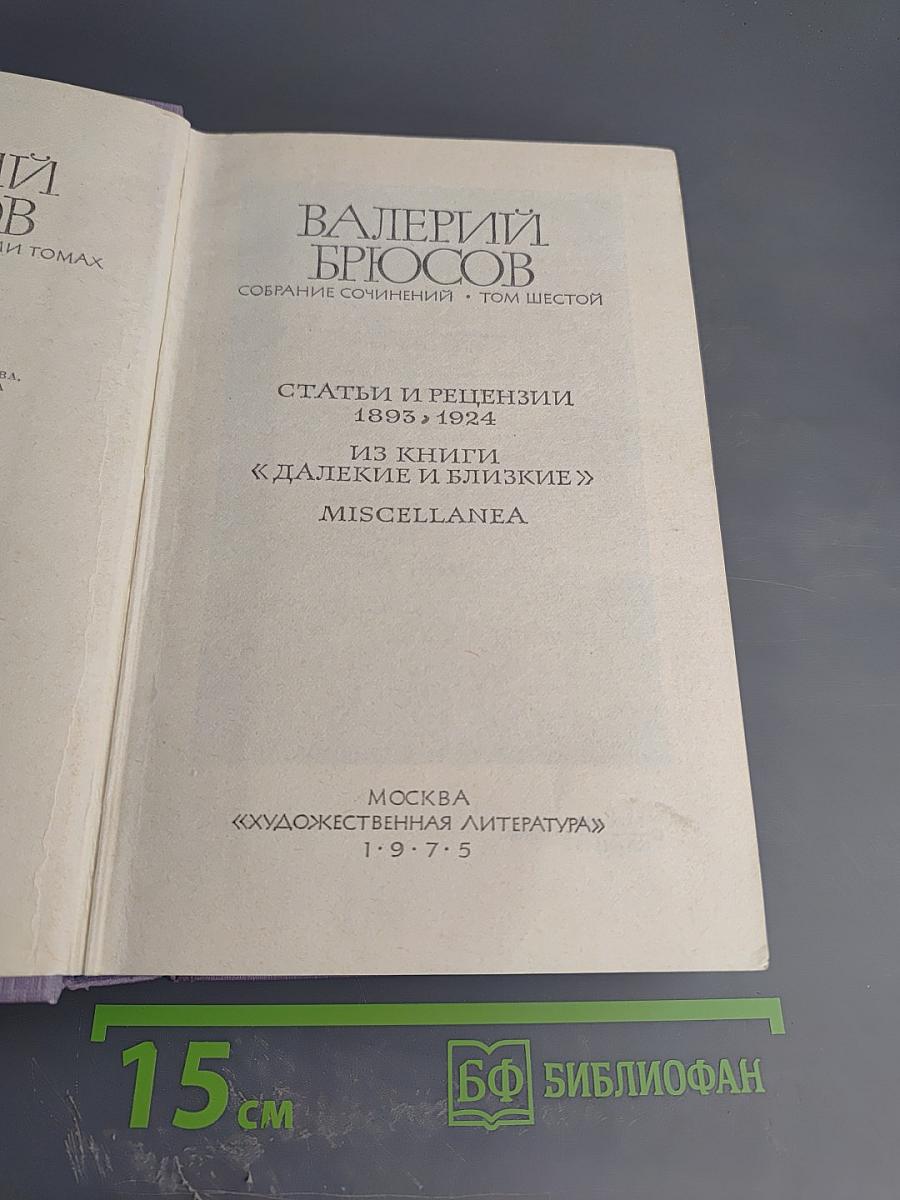 ВАЛЕРИЙ
БРЮСОВ
СОБРАНИЕ СОЧИНЕНИЙ • ТОМ ШЕСТОЙ
СТАТЬИ И РЕЦЕНЗИИ
1893, 1924
ИЗ КНИГИ
«ДАЛЕКИЕ И БЛИЗКИЕ»
MISCELLANEA
МОСКВА
«ХУДОЖЕСТВЕННАЯ ЛИТЕРАТУРА»
1•9•7•5
ТОМАХ
15 см
БФ БИБЛИОФАН